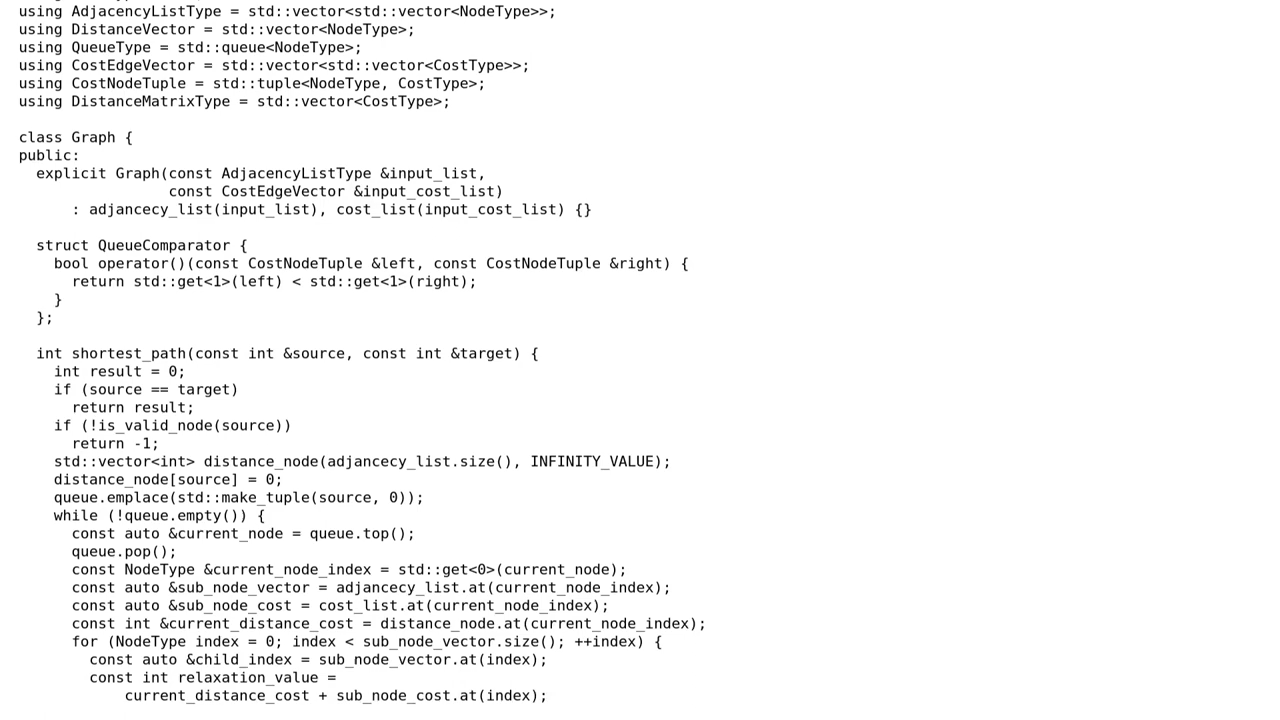 using AdjacencyListType = std::vector<std::vector<NodeType>>;
using DistanceVector = std::vector<NodeType>;
using QueueType = std::queue<NodeType>;
using CostEdgeVector = std::vector<std::vector<CostType>>;
using CostNodeTuple = std::tuple<NodeType, CostType>;
using DistanceMatrixType = std::vector<CostType>;

class Graph {
public:
  explicit Graph(const AdjacencyListType &input_list,
                 const CostEdgeVector &input_cost_list)
      : adjancecy_list(input_list), cost_list(input_cost_list) {}

  struct QueueComparator {
    bool operator()(const CostNodeTuple &left, const CostNodeTuple &right) {
      return std::get<1>(left) < std::get<1>(right);
    }
  };

  int shortest_path(const int &source, const int &target) {
    int result = 0;
    if (source == target)
      return result;
    if (!is_valid_node(source))
      return -1;
    std::vector<int> distance_node(adjancecy_list.size(), INFINITY_VALUE);
    distance_node[source] = 0;
    queue.emplace(std::make_tuple(source, 0));
    while (!queue.empty()) {
      const auto &current_node = queue.top();
      queue.pop();
      const NodeType &current_node_index = std::get<0>(current_node);
      const auto &sub_node_vector = adjancecy_list.at(current_node_index);
      const auto &sub_node_cost = cost_list.at(current_node_index);
      const int &current_distance_cost = distance_node.at(current_node_index);
      for (NodeType index = 0; index < sub_node_vector.size(); ++index) {
        const auto &child_index = sub_node_vector.at(index);
        const int relaxation_value =
            current_distance_cost + sub_node_cost.at(index);